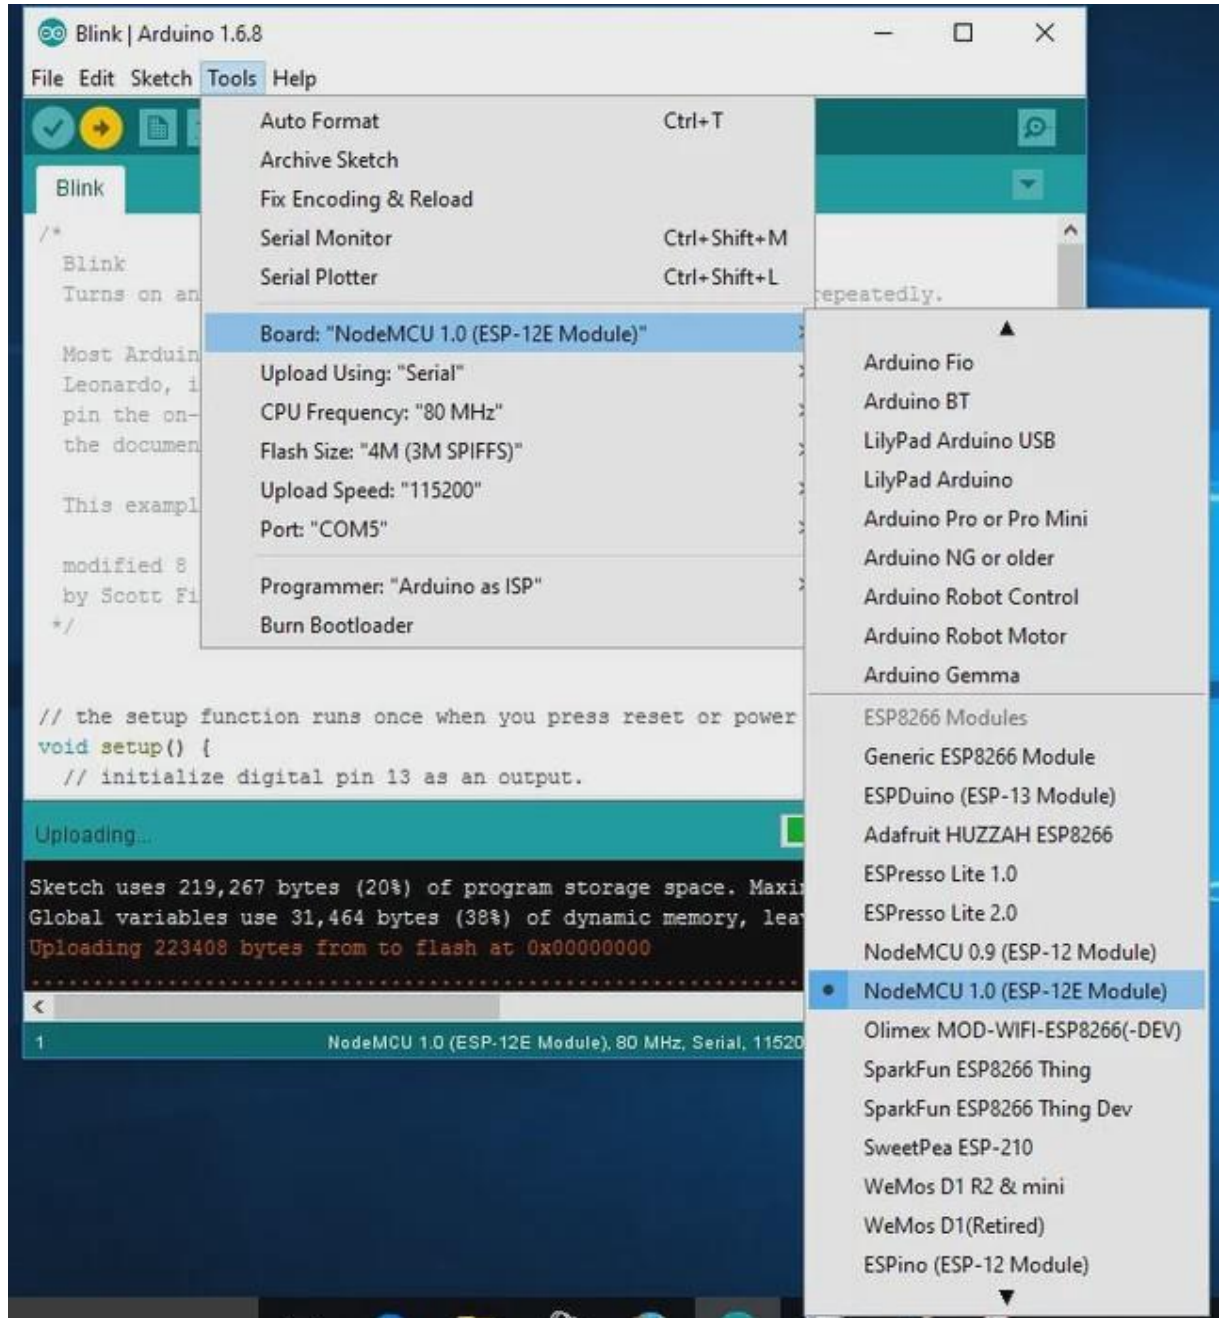 Blink | Arduino 1.6.8
File Edit Sketch Tools Help
Auto Format Ctrl+T
Archive Sketch
Fix Encoding & Reload
Serial Monitor Ctrl+Shift+M
Serial Plotter Ctrl+Shift+L
Board: "NodeMCU 1.0 (ESP-12E Module)"
Upload Using: "Serial"
CPU Frequency: "80 MHz"
Flash Size: "4M (3M SPIFFS)"
Upload Speed: "115200"
Port: "COM5"
Programmer: "Arduino as ISP"
Burn Bootloader
Arduino Fio
Arduino BT
LilyPad Arduino USB
LilyPad Arduino
Arduino Pro or Pro Mini
Arduino NG or older
Arduino Robot Control
Arduino Robot Motor
Arduino Gemma
ESP8266 Modules
Generic ESP8266 Module
ESPDuino (ESP-13 Module)
Adafruit HUZZAH ESP8266
ESPresso Lite 1.0
ESPresso Lite 2.0
NodeMCU 0.9 (ESP-12 Module)
NodeMCU 1.0 (ESP-12E Module)
Olimex MOD-WIFI-ESP8266(-DEV)
SparkFun ESP8266 Thing
SparkFun ESP8266 Thing Dev
SweetPea ESP-210
WeMos D1 R2 & mini
WeMos D1(Retired)
ESPino (ESP-12 Module)
Blink
/*
Blink
Turns on an repeatedly.
Most Arduin
Leonardo, i
pin the on-
the documen
This exampl
modified 8
by Scott Fi
*/
// the setup function runs once when you press reset or power
void setup() {
// initialize digital pin 13 as an output.
Uploading...
Sketch uses 219,267 bytes (20%) of program storage space. Maxi
Global variables use 31,464 bytes (38%) of dynamic memory, lea
Uploading 223408 bytes from to flash at 0x00000000
................................................................
1 NodeMCU 1.0 (ESP-12E Module), 80 MHz, Serial, 11520